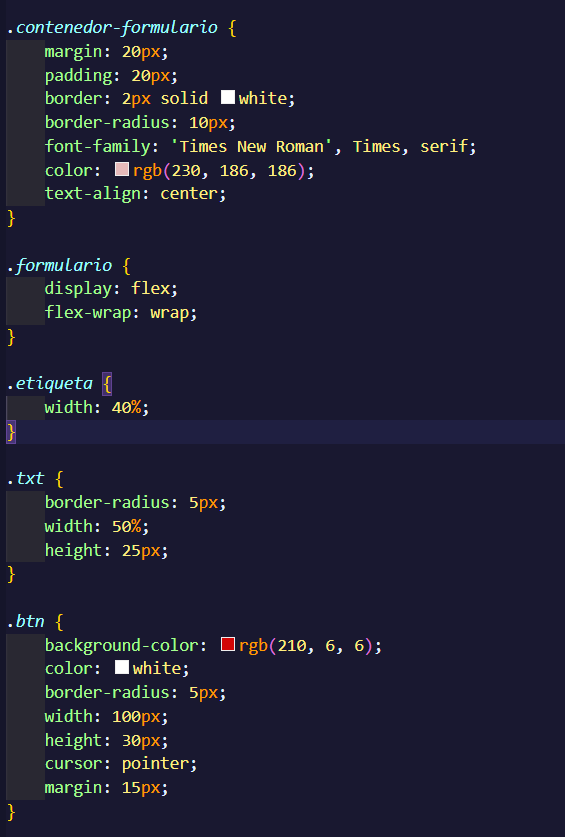 .contenedor-formulario {
    margin: 20px;
    padding: 20px;
    border: 2px solid white;
    border-radius: 10px;
    font-family: 'Times New Roman', Times, serif;
    color: rgb(230, 186, 186);
    text-align: center;
}

.formulario {
    display: flex;
    flex-wrap: wrap;
}

.etiqueta {
    width: 40%;
}

.txt {
    border-radius: 5px;
    width: 50%;
    height: 25px;
}

.btn {
    background-color: rgb(210, 6, 6);
    color: white;
    border-radius: 5px;
    width: 100px;
    height: 30px;
    cursor: pointer;
    margin: 15px;
}